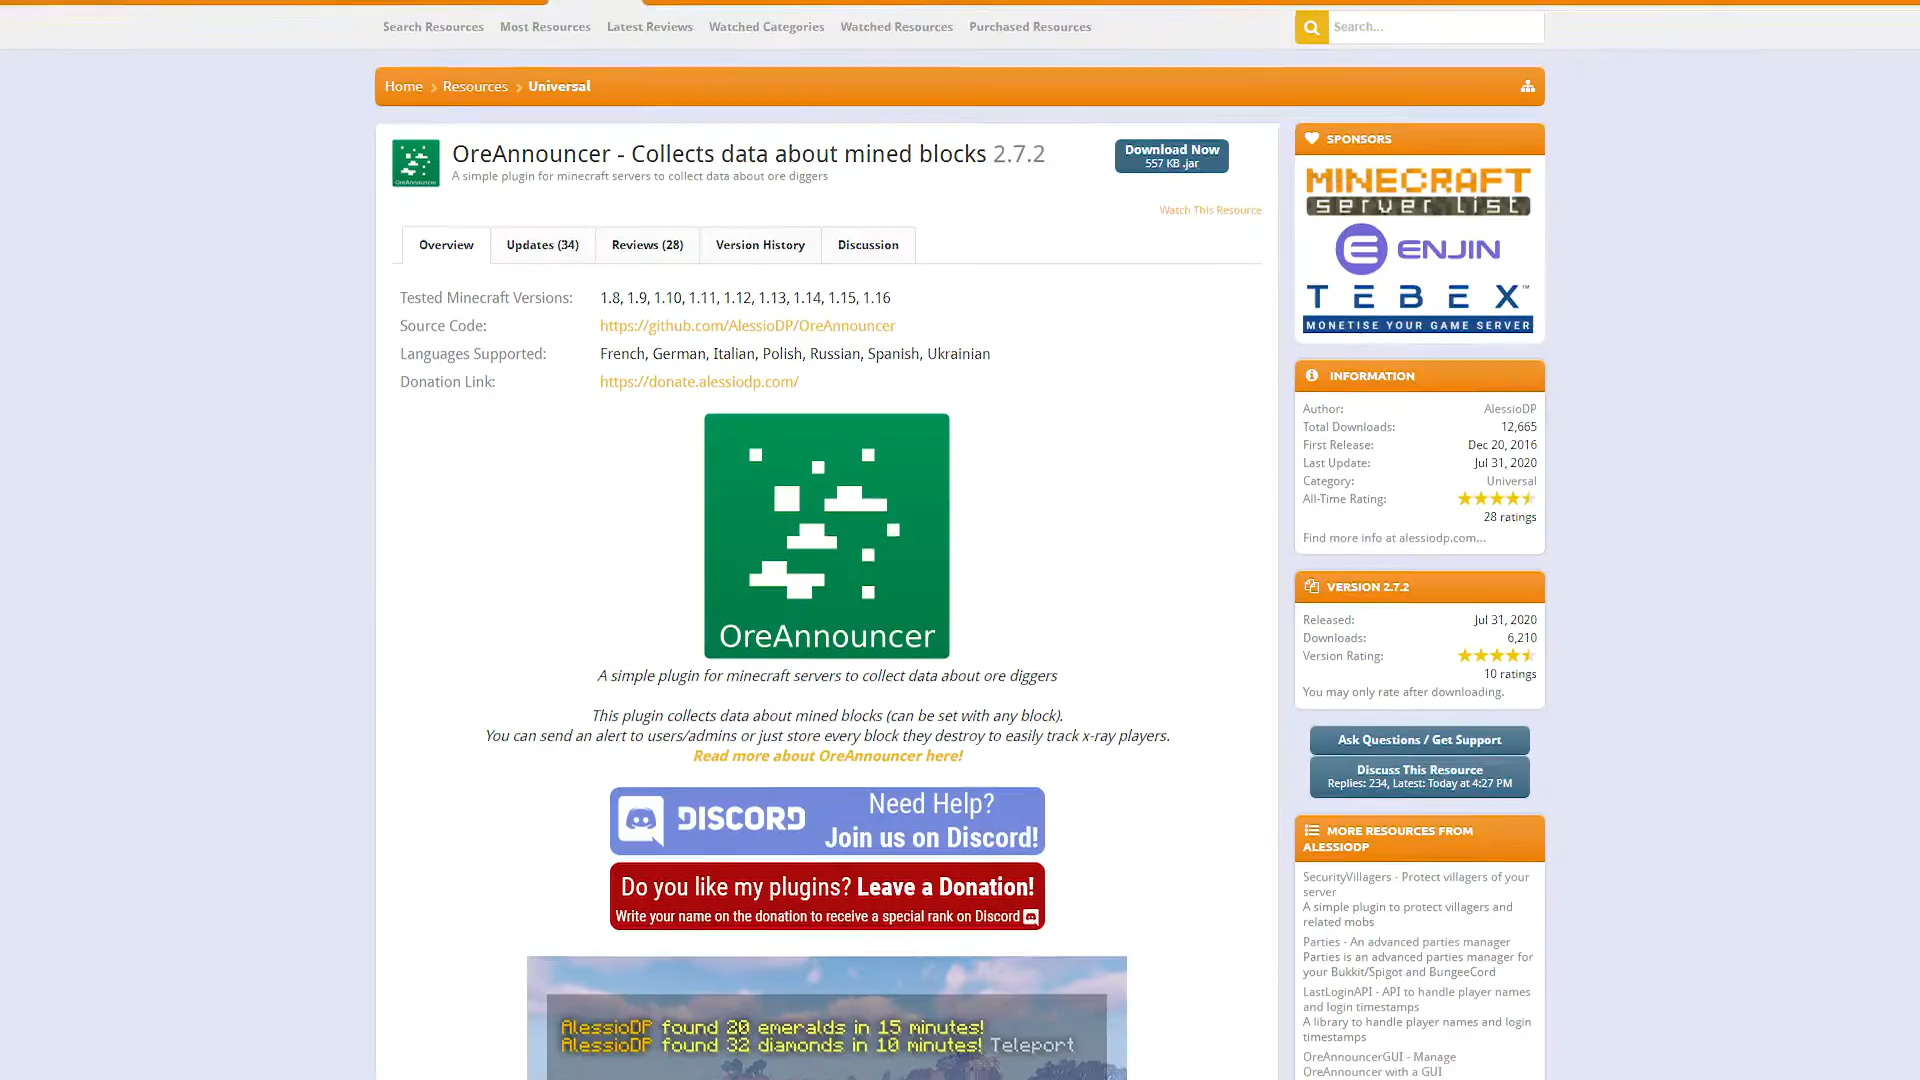 Search Resources Most Resources Latest Reviews Watched Categories Watched Resources Purchased Resources
Search...
Home Resources Universal
OreAnnouncer - Collects data about mined blocks 2.7.2
A simple plugin for minecraft servers to collect data about ore diggers
Download Now
557 KB .jar
Watch This Resource
Overview Updates (34) Reviews (28) Version History Discussion
Tested Minecraft Versions: 1.8, 1.9, 1.10, 1.11, 1.12, 1.13, 1.14, 1.15, 1.16
Source Code: https://github.com/AlessioDP/OreAnnouncer
Languages Supported: French, German, Italian, Polish, Russian, Spanish, Ukrainian
Donation Link: https://donate.alessiodp.com/
OreAnnouncer
A simple plugin for minecraft servers to collect data about ore diggers
This plugin collects data about mined blocks (can be set with any block).
You can send an alert to users/admins or just store every block they destroy to easily track x-ray players.
Read more about OreAnnouncer here!
DISCORD
Need Help?
Join us on Discord!
Do you like my plugins? Leave a Donation!
Write your name on the donation to receive a special rank on Discord
AlessioDP found 20 emeralds in 15 minutes!
AlessioDP found 32 diamonds in 10 minutes! Teleport
SPONSORS
MINECRAFT
server list
ENJIN
TEBEX™
MONETISE YOUR GAME SERVER
INFORMATION
Author: AlessioDP
Total Downloads: 12,665
First Release: Dec 20, 2016
Last Update: Jul 31, 2020
Category: Universal
All-Time Rating:
28 ratings
Find more info at alessiodp.com...
VERSION 2.7.2
Released: Jul 31, 2020
Downloads: 6,210
Version Rating:
10 ratings
You may only rate after downloading.
Ask Questions / Get Support
Discuss This Resource
Replies: 234, Latest: Today at 4:27 PM
MORE RESOURCES FROM
ALESSIODP
SecurityVillagers - Protect villagers of your
server
A simple plugin to protect villagers and
related mobs
Parties - An advanced parties manager
Parties is an advanced parties manager for
your Bukkit/Spigot and BungeeCord
LastLoginAPI - API to handle player names
and login timestamps
A library to handle player names and login
timestamps
OreAnnouncerGUI - Manage
OreAnnouncer with a GUI